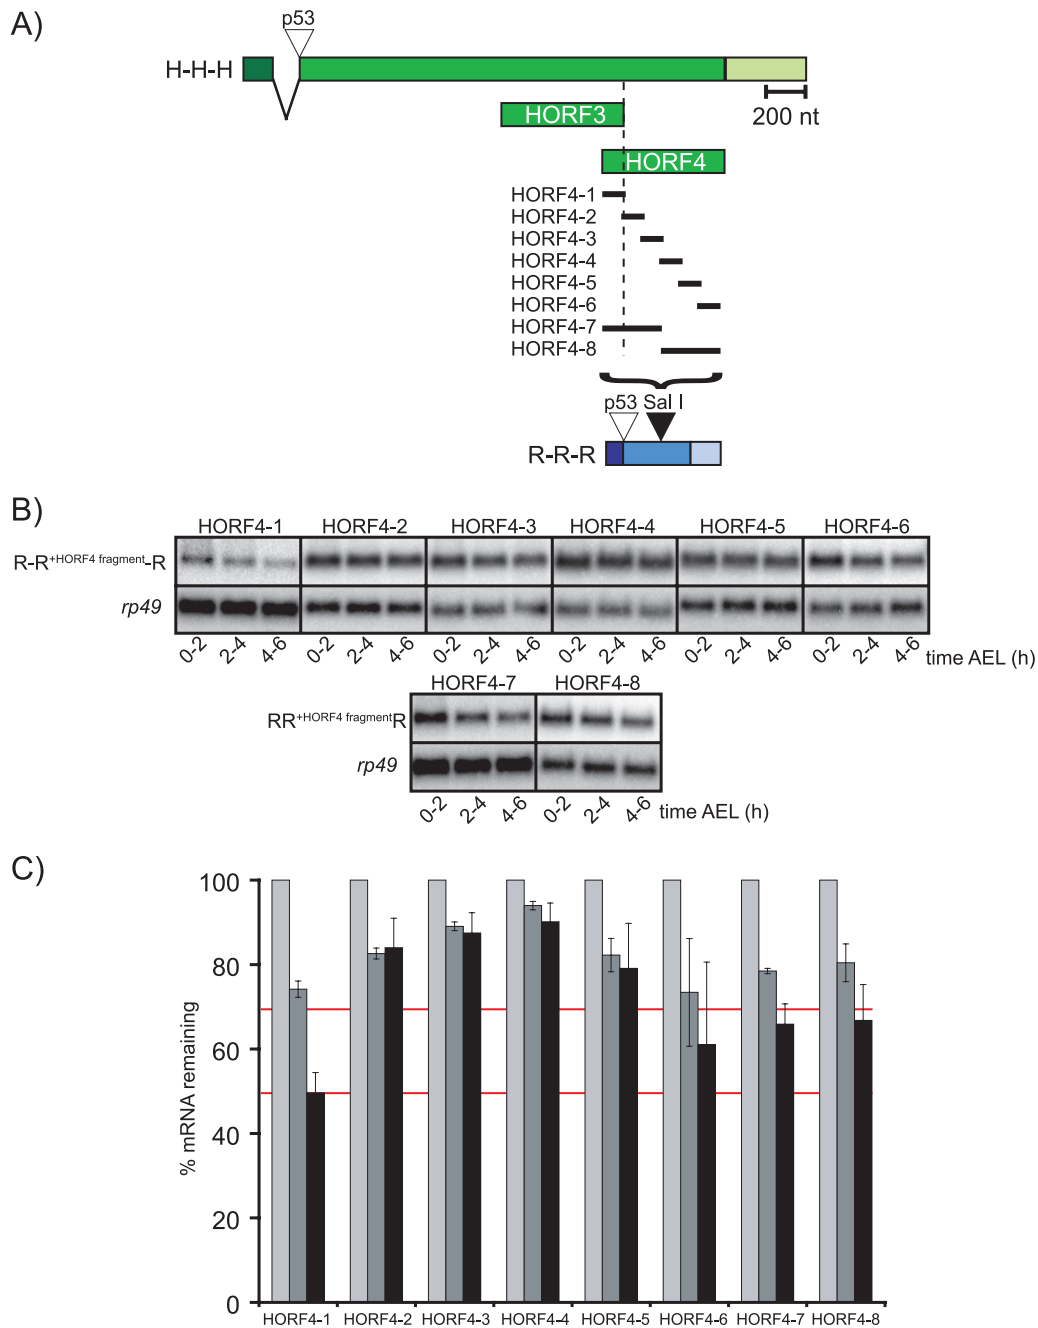 A)
p53
H-H-H
200 nt
HORF3
HORF4
HORF4-1
HORF4-2
HORF4-3
HORF4-4
HORF4-5
HORF4-6
HORF4-7
HORF4-8
p53 Sal I
R-R-R
B)
HORF4-1 HORF4-2 HORF4-3 HORF4-4 HORF4-5 HORF4-6
R-R+HORF4 fragment-R
rp49
0-2 2-4 4-6 0-2 2-4 4-6 0-2 2-4 4-6 0-2 2-4 4-6 0-2 2-4 4-6 0-2 2-4 4-6 time AEL (h)
HORF4-7 HORF4-8
RR+HORF4 fragmentR
rp49
0-2 2-4 4-6 0-2 2-4 4-6 time AEL (h)
C)
% mRNA remaining
100
80
60
40
20
0
HORF4-1 HORF4-2 HORF4-3 HORF4-4 HORF4-5 HORF4-6 HORF4-7 HORF4-8